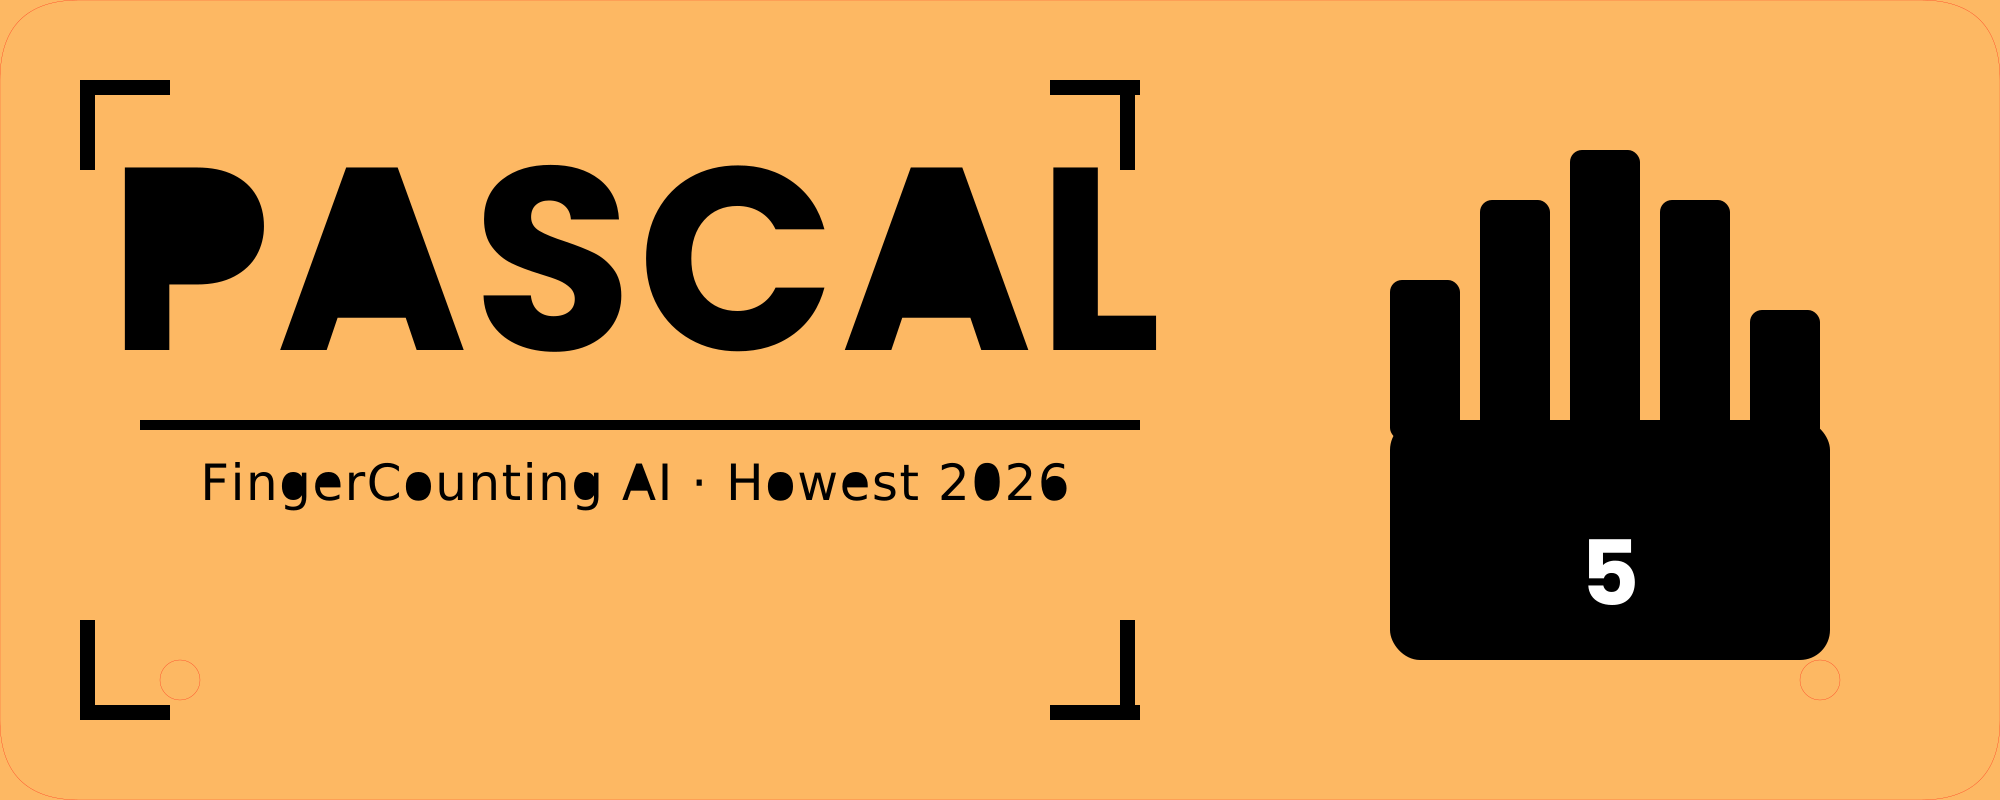 PASCAL
FingerCounting AI · Howest 2026
5